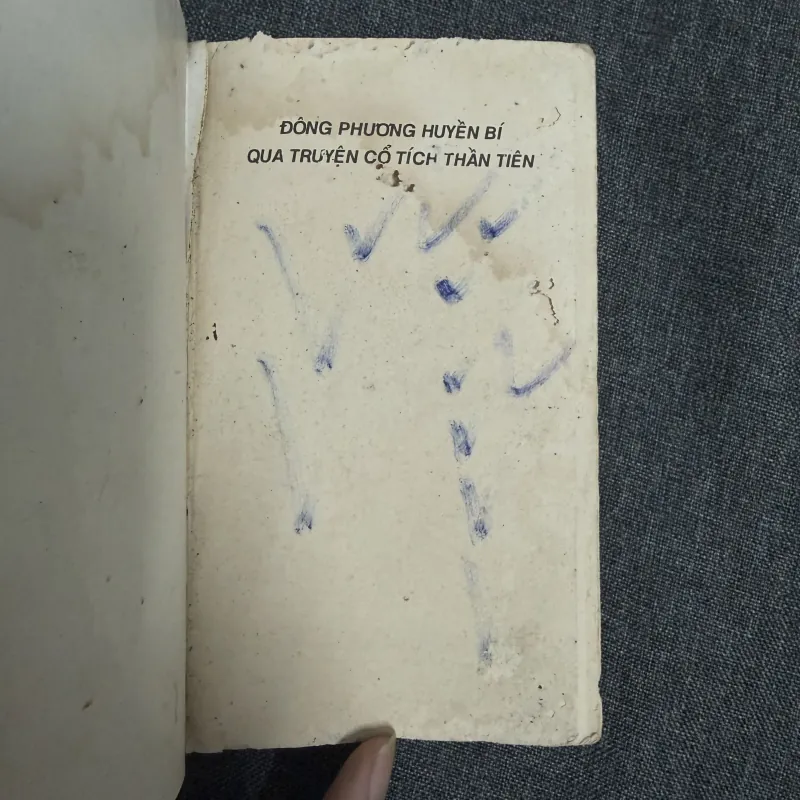 ĐÔNG PHƯƠNG HUYỀN BÍ
QUA TRUYỆN CỔ TÍCH THẦN TIÊN